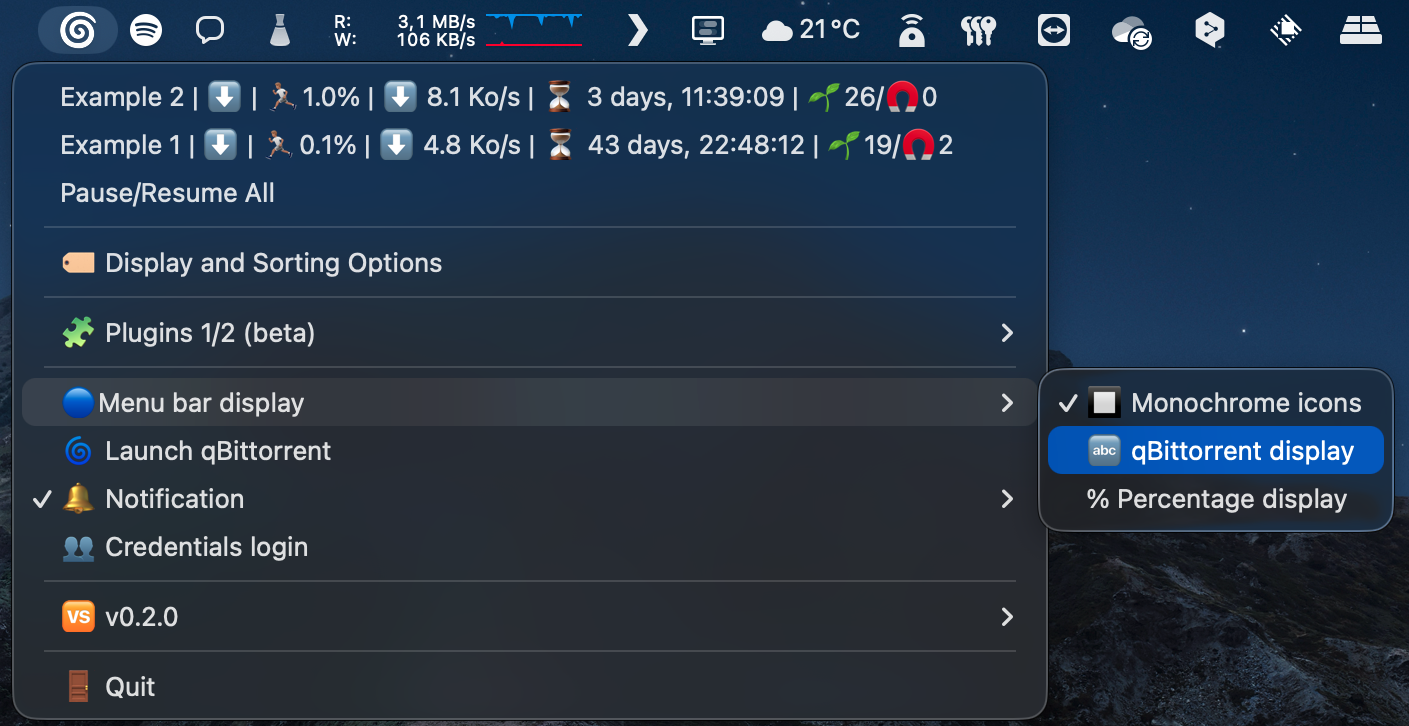 R: 3,1 MB/s
W: 106 KB/s
21°C
Example 2 | ⬇️ | 🏃🏽 1.0% | ⬇️ 8.1 Ko/s | ⏳ 3 days, 11:39:09 | 🌱 26/🧲0
Example 1 | ⬇️ | 🏃🏽 0.1% | ⬇️ 4.8 Ko/s | ⏳ 43 days, 22:48:12 | 🌱 19/🧲2
Pause/Resume All
Display and Sorting Options
Plugins 1/2 (beta)
Menu bar display
Launch qBittorrent
Notification
Credentials login
VS v0.2.0
Quit
Monochrome icons
abc qBittorrent display
% Percentage display